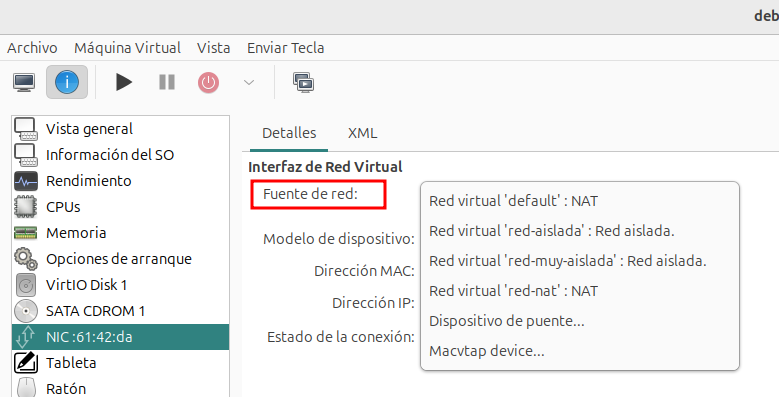 deb
Archivo Máquina Virtual Vista Enviar Tecla
Vista general
Información del SO
Rendimiento
CPUs
Memoria
Opciones de arranque
VirtIO Disk 1
SATA CDROM 1
NIC :61:42:da
Tableta
Ratón
Detalles XML
Interfaz de Red Virtual
Fuente de red:
Modelo de dispositivo:
Dirección MAC:
Dirección IP:
Estado de la conexión:
Red virtual 'default' : NAT
Red virtual 'red-aislada' : Red aislada.
Red virtual 'red-muy-aislada' : Red aislada.
Red virtual 'red-nat' : NAT
Dispositivo de puente...
Macvtap device...